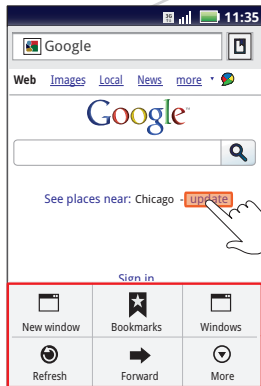 11:35
Google
Web Images Local News more
Google
See places near: Chicago - update
Sign in
New window Bookmarks Windows
Refresh Forward More